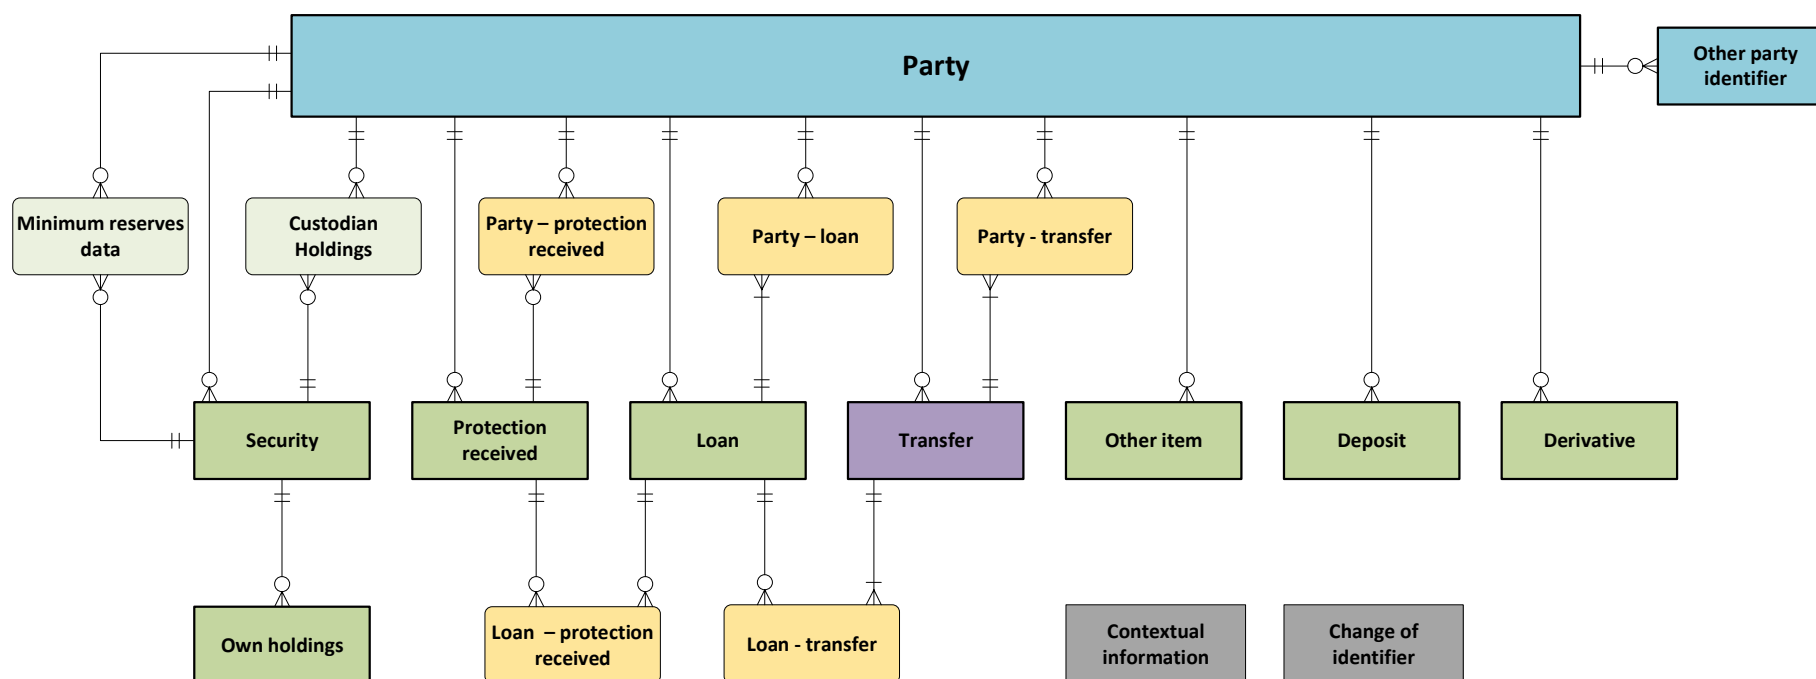 Party
Other party
identifier
Minimum reserves
data
Custodian
Holdings
Party – protection
received
Party – loan
Party - transfer
Security
Protection
received
Loan
Transfer
Other item
Deposit
Derivative
Own holdings
Loan – protection
received
Loan - transfer
Contextual
information
Change of
identifier